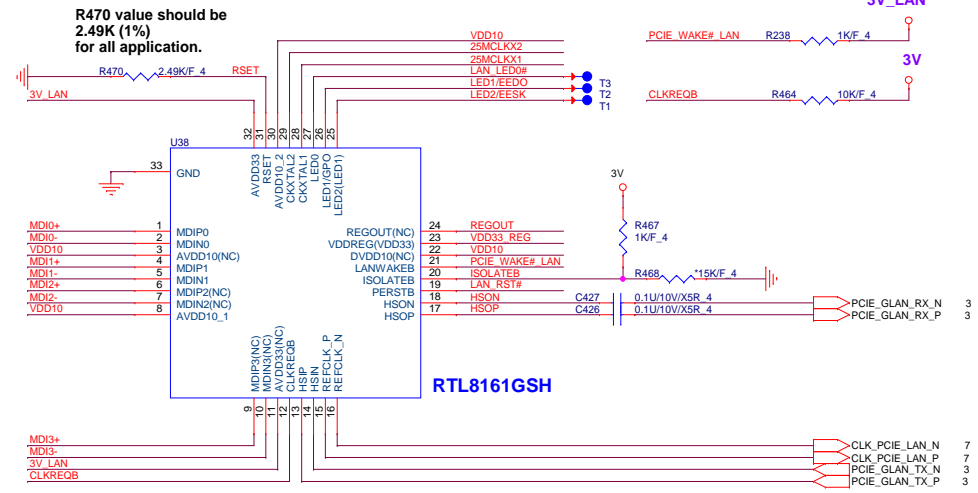 R470 value should be
2.49K (1%)
for all application.
3V_LAN
VDD10
25MCLKX2
25MCLKX1
LAN_LED0#
LED1/EEDO
LED2/EESK
T3
T2
T1
PCIE_WAKE#_LAN R238 1K/F_4
3V
CLKREQB R464 10K/F_4
R470 2.49K/F_4 RSET
3V_LAN
32 31 30 29 28 27 26 25
U38
33 GND
AVDD33
RSET
AVDD10_2
CKXTAL2
CKXTAL1
LED0
LED1/GPO
LED2(LED1)
MDI0+ 1 MDIP0
MDI0- 2 MDIN0
VDD10 3 AVDD10(NC)
MDI1+ 4 MDIP1
MDI1- 5 MDIN1
MDI2+ 6 MDIP2(NC)
MDI2- 7 MDIN2(NC)
VDD10 8 AVDD10_1
REGOUT(NC) 24 REGOUT
VDDREG(VDD33) 23 VDD33_REG
DVDD10(NC) 22 VDD10
LANWAKEB 21 PCIE_WAKE#_LAN
ISOLATEB 20 ISOLATEB
PERSTB 19 LAN_RST#
HSON 18 HSON
HSOP 17 HSOP
3V
R467
1K/F_4
R468 *15K/F_4
C427 0.1U/10V/X5R_4
C426 0.1U/10V/X5R_4
PCIE_GLAN_RX_N 3
PCIE_GLAN_RX_P 3
MDIP3(NC)
MDIN3(NC)
AVDD33(NC)
CLKREQB
HSIP
HSIN
REFCLK_P
REFCLK_N
RTL8161GSH
9 10 11 12 13 14 15 16
MDI3+
MDI3-
3V_LAN
CLKREQB
CLK_PCIE_LAN_N 7
CLK_PCIE_LAN_P 7
PCIE_GLAN_TX_N 3
PCIE_GLAN_TX_P 3